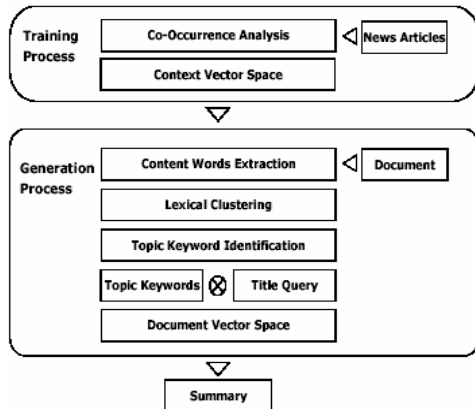 Training
Process
Co-Occurrence Analysis
News Articles
Context Vector Space
Generation
Process
Content Words Extraction
Document
Lexical Clustering
Topic Keyword Identification
Topic Keywords
Title Query
Document Vector Space
Summary